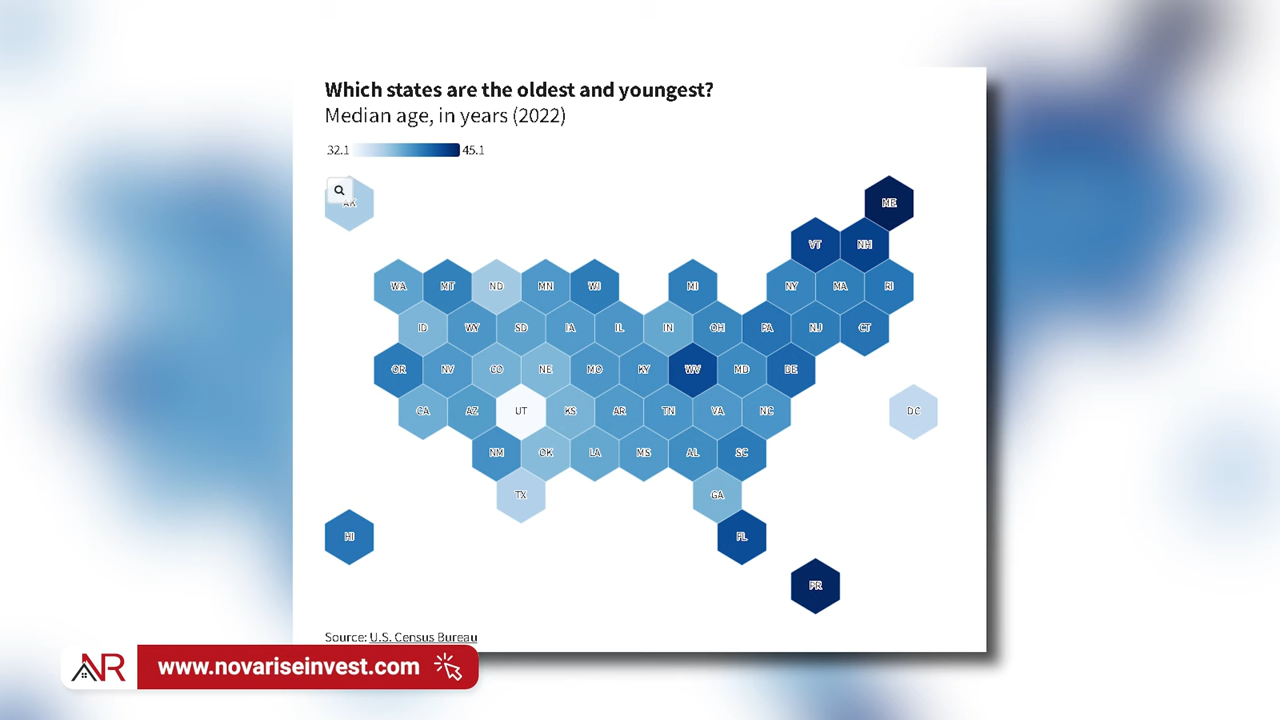 Which states are the oldest and youngest?
Median age, in years (2022)
32.1 45.1
AK ME
VT NH
WA MT ND MN WI MI NY MA RI
ID WY SD IA IL IN OH PA NJ CT
OR NV CO NE MO KY WV MD DE
CA AZ UT KS AR TN VA NC DC
NM OK LA MS AL SC
TX GA
HI FL
PR
Source: U.S. Census Bureau
NR www.novariseinvest.com